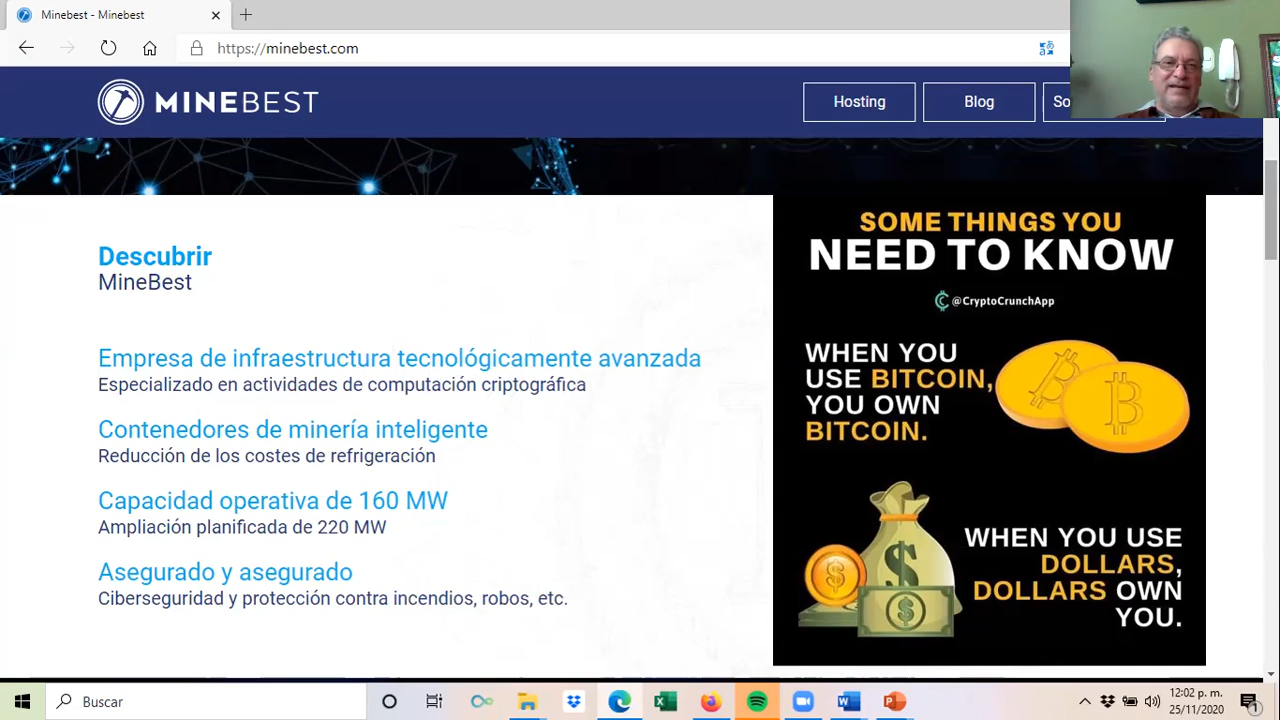 Minebest - Minebest
https://minebest.com
MINEBEST
Hosting
Blog
So
Descubrir
MineBest
Empresa de infraestructura tecnológicamente avanzada
Especializado en actividades de computación criptográfica
Contenedores de minería inteligente
Reducción de los costes de refrigeración
Capacidad operativa de 160 MW
Ampliación planificada de 220 MW
Asegurado y asegurado
Ciberseguridad y protección contra incendios, robos, etc.
SOME THINGS YOU
NEED TO KNOW
@CryptoCrunchApp
WHEN YOU
USE BITCOIN,
YOU OWN
BITCOIN.
WHEN YOU USE
DOLLARS,
DOLLARS OWN
YOU.
Buscar
12:02 p. m.
25/11/2020
1